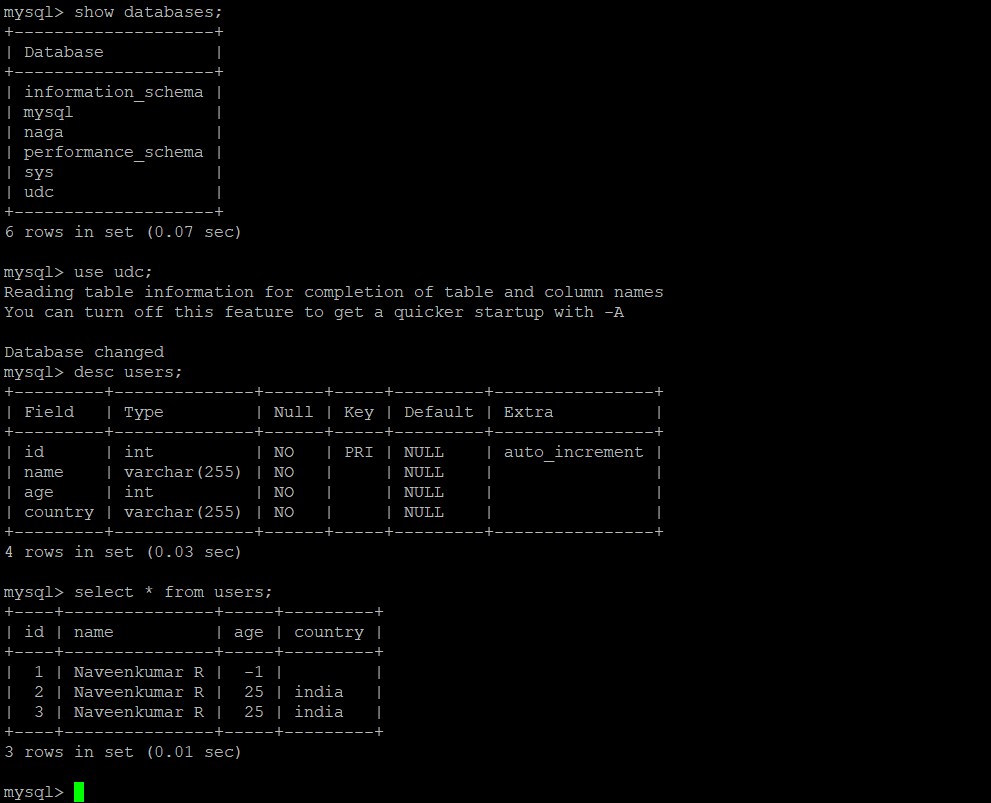 mysql> show databases;
+--------------------+
| Database           |
+--------------------+
| information_schema |
| mysql              |
| naga               |
| performance_schema |
| sys                |
| udc                |
+--------------------+
6 rows in set (0.07 sec)

mysql> use udc;
Reading table information for completion of table and column names
You can turn off this feature to get a quicker startup with -A

Database changed
mysql> desc users;
+---------+--------------+------+-----+---------+----------------+
| Field   | Type         | Null | Key | Default | Extra          |
+---------+--------------+------+-----+---------+----------------+
| id      | int          | NO   | PRI | NULL    | auto_increment |
| name    | varchar(255) | NO   |     | NULL    |                |
| age     | int          | NO   |     | NULL    |                |
| country | varchar(255) | NO   |     | NULL    |                |
+---------+--------------+------+-----+---------+----------------+
4 rows in set (0.03 sec)

mysql> select * from users;
+----+---------------+-----+---------+
| id | name          | age | country |
+----+---------------+-----+---------+
|  1 | Naveenkumar R |  -1 |         |
|  2 | Naveenkumar R |  25 | india   |
|  3 | Naveenkumar R |  25 | india   |
+----+---------------+-----+---------+
3 rows in set (0.01 sec)

mysql>